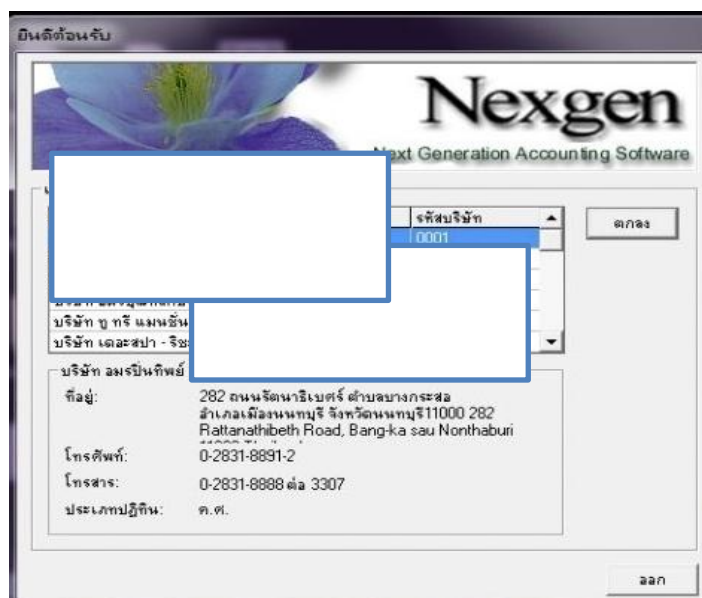 ยินดีต้อนรับ
Nexgen
Next Generation Accounting Software
รหัสบริษัท
0001
ตกลง
บริษัท ทู ทรี แมนชั่น
บริษัท เดอะสปา - ริช
บริษัท อมรปิ่นทิพย์
ที่อยู่: 282 ถนนรัตนาธิเบศร์ ตำบลบางกระสอ
อำเภอเมืองนนทบุรี จังหวัดนนทบุรี11000 282
Rattanathibeth Road, Bang-ka sau Nonthaburi
โทรศัพท์: 0-2831-8891-2
โทรสาร: 0-2831-8888 ต่อ 3307
ประเภทปฏิทิน: ค.ศ.
ออก